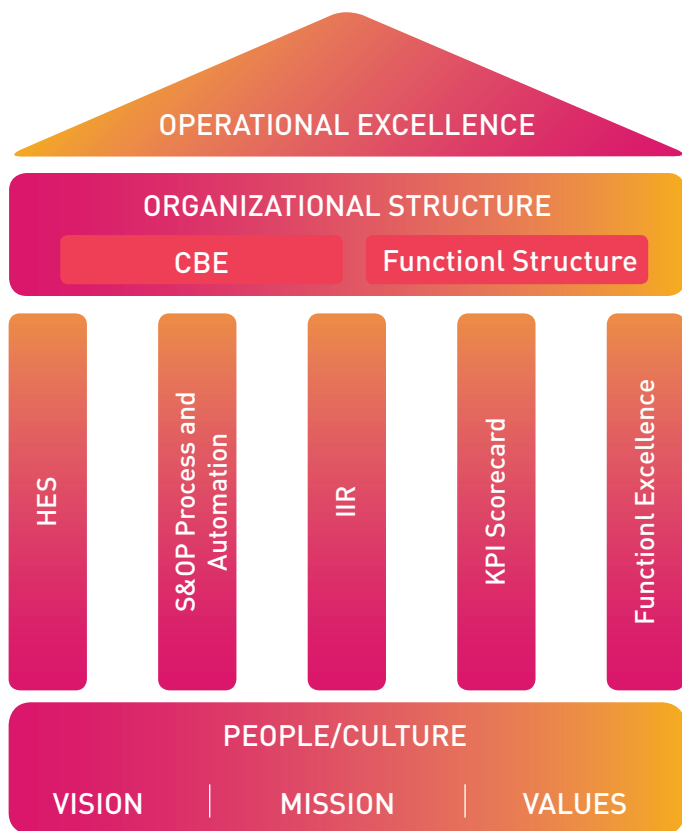 OPERATIONAL EXCELLENCE
ORGANIZATIONAL STRUCTURE
CBE
Functionl Structure
HES
S&OP Process and
Automation
IIR
KPI Scorecard
Functionl Excellence
PEOPLE/CULTURE
VISION
MISSION
VALUES